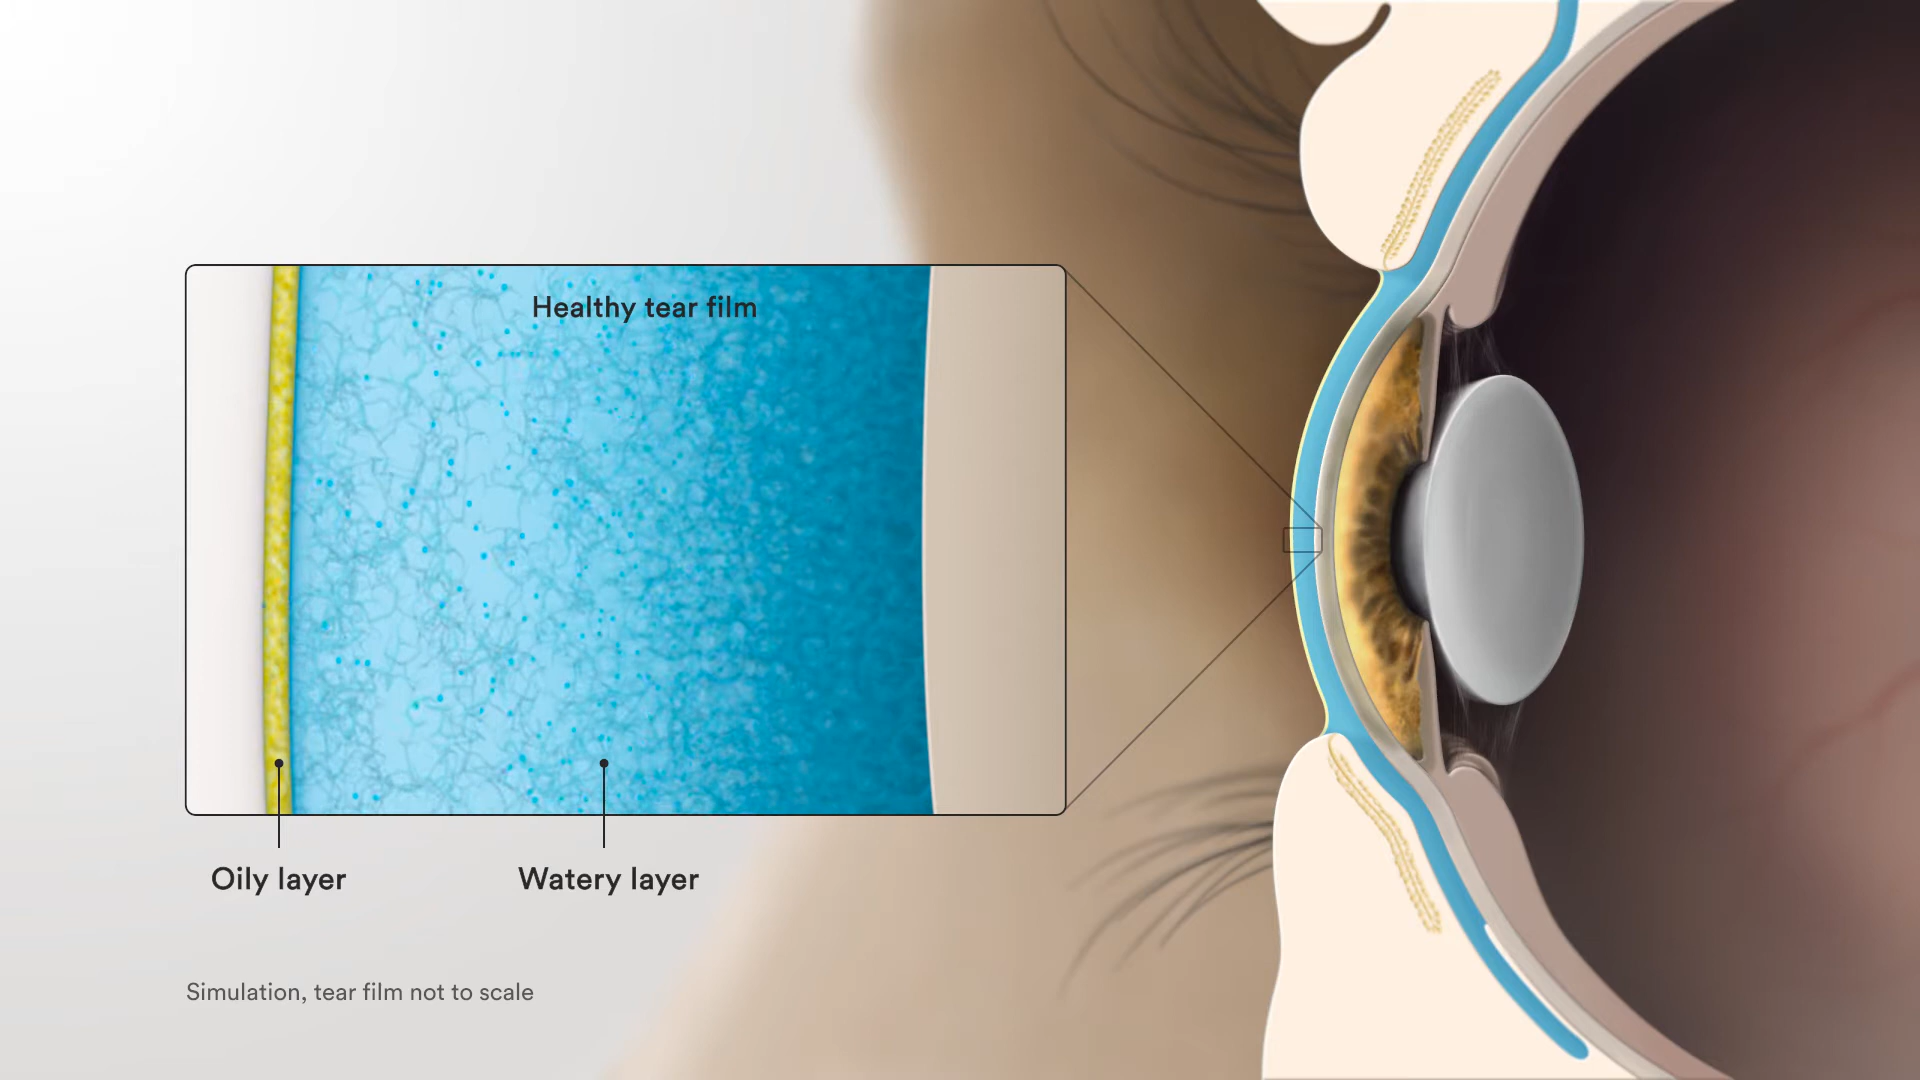 Healthy tear film
Oily layer
Watery layer
Simulation, tear film not to scale